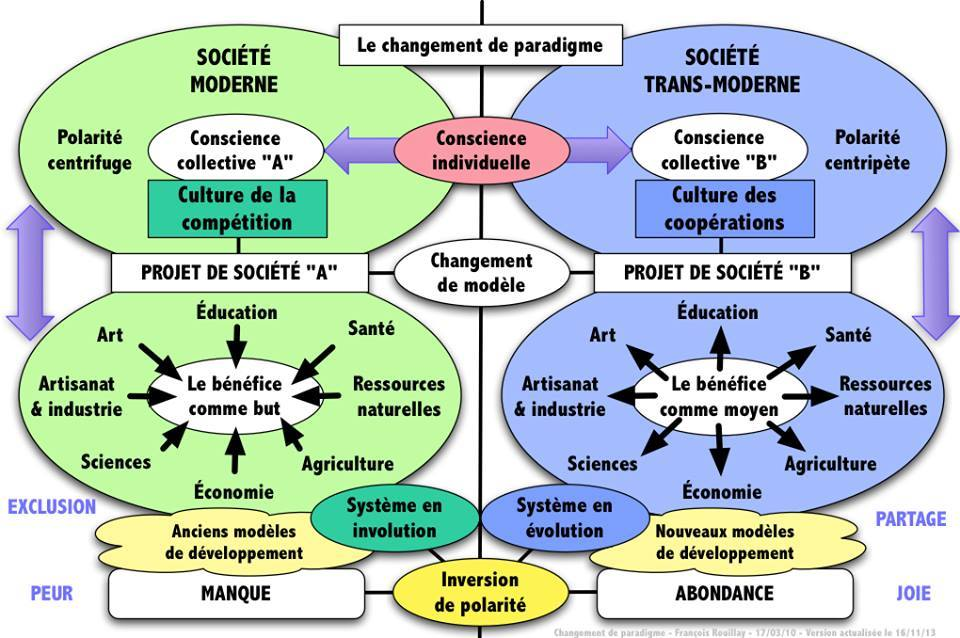 Le changement de paradigme
SOCIÉTÉ
MODERNE
SOCIÉTÉ
TRANS-MODERNE
Polarité
centrifuge
Conscience
collective "A"
Conscience
individuelle
Conscience
collective "B"
Polarité
centripète
Culture de la
compétition
Culture des
coopérations
PROJET DE SOCIÉTÉ "A"
Changement
de modèle
PROJET DE SOCIÉTÉ "B"
Éducation
Art
Santé
Artisanat
& industrie
Le bénéfice
comme but
Ressources
naturelles
Sciences
Agriculture
Économie
Éducation
Art
Santé
Artisanat
& industrie
Le bénéfice
comme moyen
Ressources
naturelles
Sciences
Agriculture
Économie
EXCLUSION
Système en
involution
Système en
évolution
PARTAGE
Anciens modèles
de développement
Nouveaux modèles
de développement
PEUR
MANQUE
Inversion
de polarité
ABONDANCE
JOIE
Changement de paradigme - François Rouillay - 17/03/10 - Version actualisée le 16/11/13